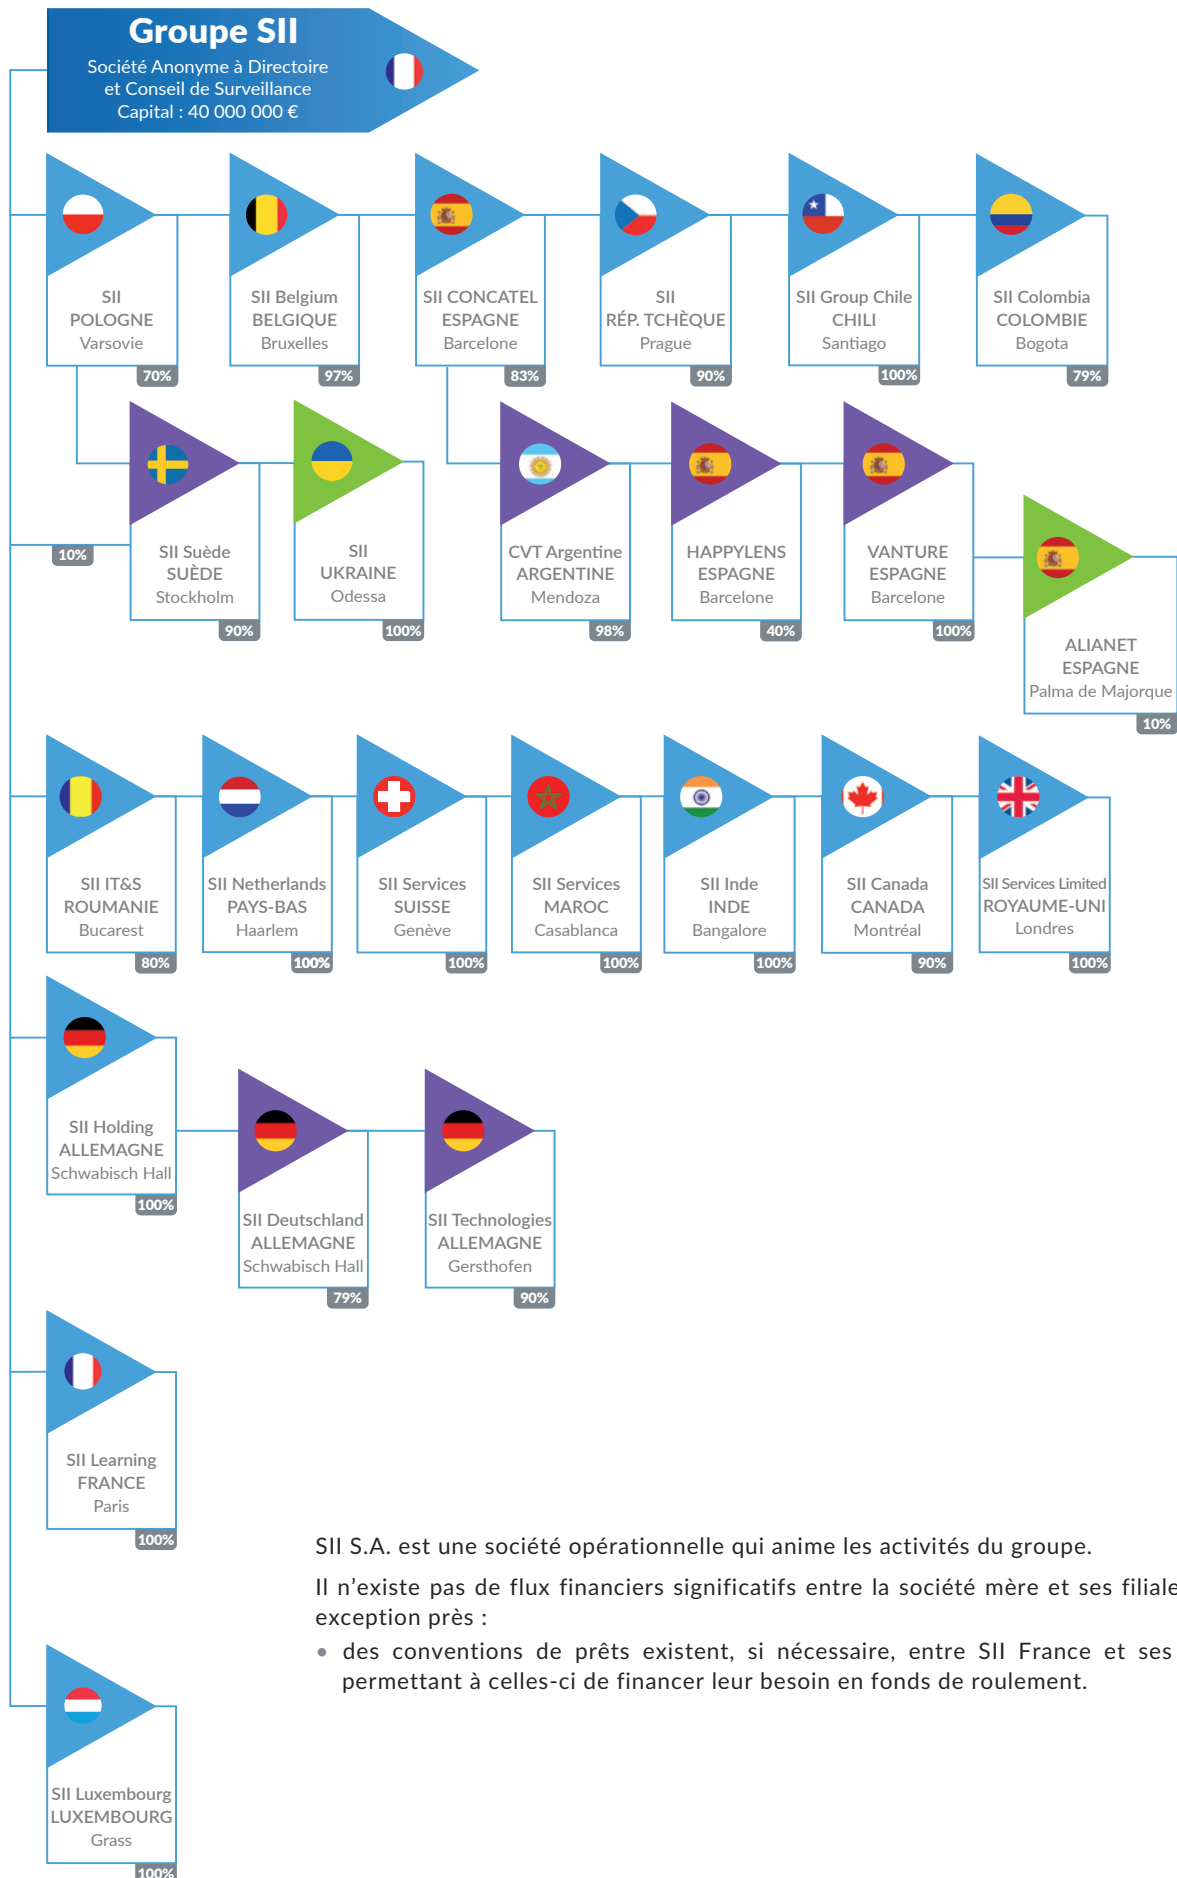 Groupe SII
Société Anonyme à Directoire
et Conseil de Surveillance
Capital : 40 000 000 €
SII
POLOGNE
Varsovie
70%
SII Belgium
BELGIQUE
Bruxelles
97%
SII CONCATEL
ESPAGNE
Barcelone
83%
SII
RÉP. TCHÈQUE
Prague
90%
SII Group Chile
CHILI
Santiago
100%
SII Colombia
COLOMBIE
Bogota
79%
10%
SII Suède
SUÈDE
Stockholm
90%
SII
UKRAINE
Odessa
100%
CVT Argentine
ARGENTINE
Mendoza
98%
HAPPYLENS
ESPAGNE
Barcelone
40%
VANTURE
ESPAGNE
Barcelone
100%
ALIANET
ESPAGNE
Palma de Majorque
10%
SII IT&S
ROUMANIE
Bucarest
80%
SII Netherlands
PAYS-BAS
Haarlem
100%
SII Services
SUISSE
Genève
100%
SII Services
MAROC
Casablanca
100%
SII Inde
INDE
Bangalore
100%
SII Canada
CANADA
Montréal
90%
SII Services Limited
ROYAUME-UNI
Londres
100%
SII Holding
ALLEMAGNE
Schwabisch Hall
100%
SII Deutschland
ALLEMAGNE
Schwabisch Hall
79%
SII Technologies
ALLEMAGNE
Gersthofen
90%
SII Learning
FRANCE
Paris
100%
SII S.A. est une société opérationnelle qui anime les activités du groupe.
Il n'existe pas de flux financiers significatifs entre la société mère et ses filiale
exception près :
• des conventions de prêts existent, si nécessaire, entre SII France et ses
permettant à celles-ci de financer leur besoin en fonds de roulement.
SII Luxembourg
LUXEMBOURG
Grass
100%